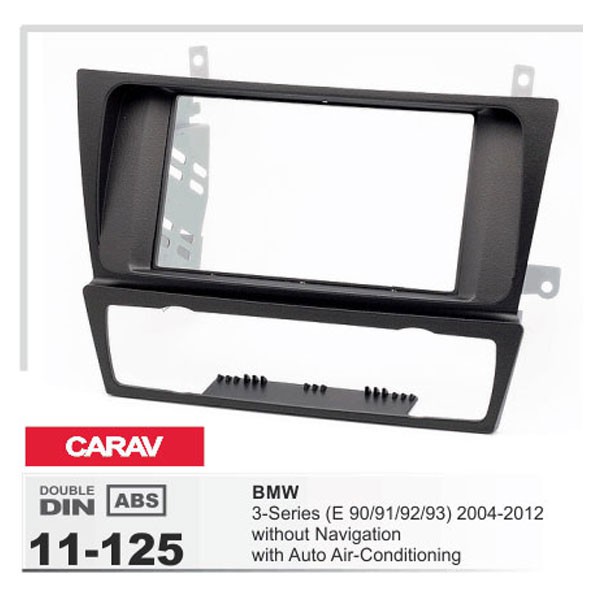 CARAV
DOUBLE
DIN
ABS
11-125
BMW
3-Series (E 90/91/92/93) 2004-2012
without Navigation
with Auto Air-Conditioning